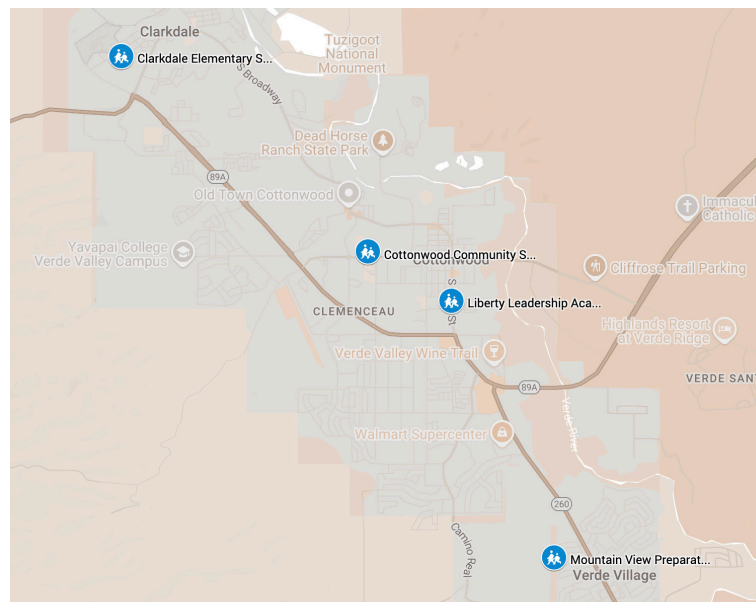 Clarkdale
Clarkdale Elementary S...
Tuzigoot
National
Monument
S Broadway
Dead Horse
Ranch State Park
89A
Old Town Cottonwood
Immacul
Catholic
Yavapai College
Verde Valley Campus
Cottonwood Community S...
Cottonwood
Cliffrose Trail Parking
Liberty Leadership Aca...
CLEMENCEAU
St
Highlands Resort
at Verde Ridge
Verde Valley Wine Trail
VERDE SANT
89A
Verde River
Walmart Supercenter
260
Camino Real
Mountain View Preparat...
Verde Village